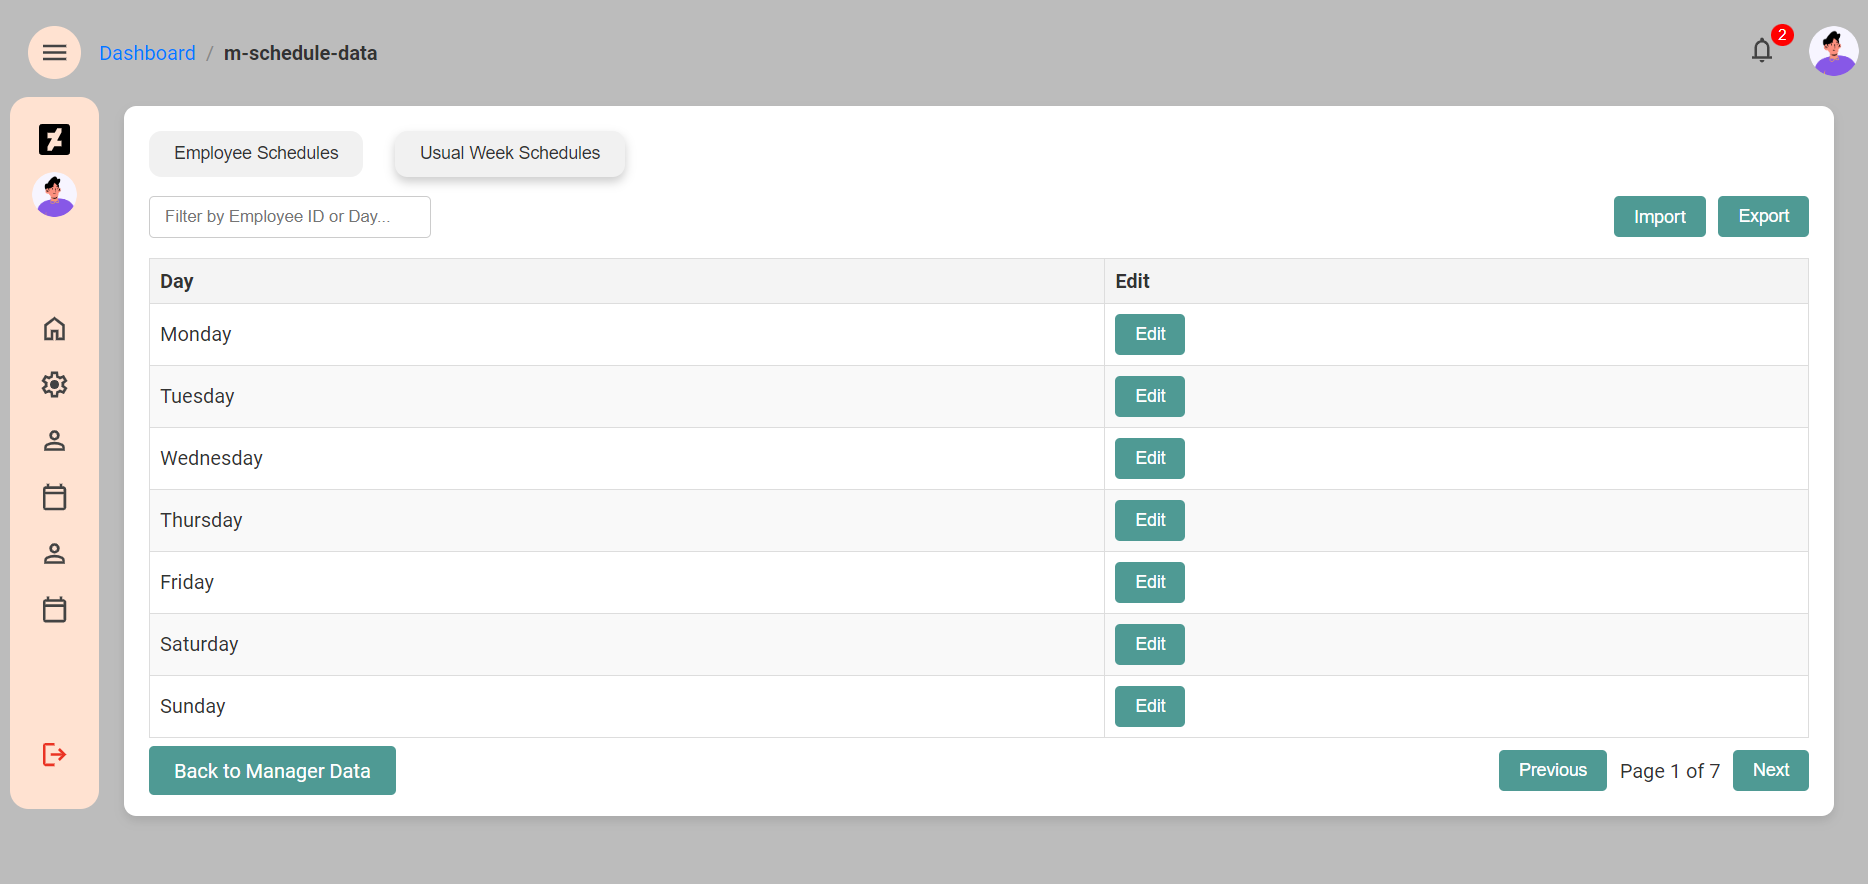 Dashboard / m-schedule-data
2
Employee Schedules Usual Week Schedules
Filter by Employee ID or Day...
Import Export
Day Edit
Monday Edit
Tuesday Edit
Wednesday Edit
Thursday Edit
Friday Edit
Saturday Edit
Sunday Edit
Back to Manager Data Previous Page 1 of 7 Next